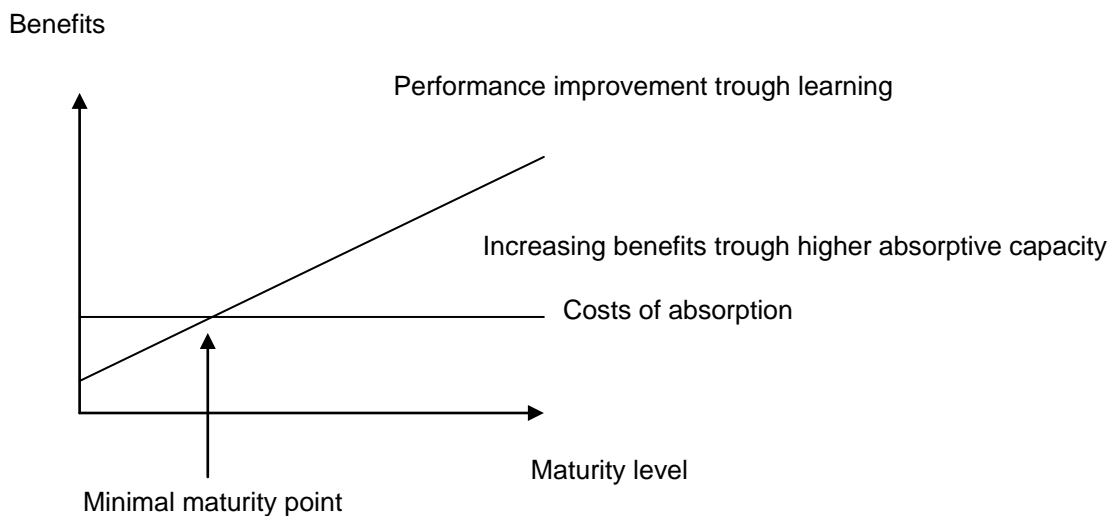 Benefits
Performance improvement trough learning
Increasing benefits trough higher absorptive capacity
Costs of absorption
Maturity level
Minimal maturity point